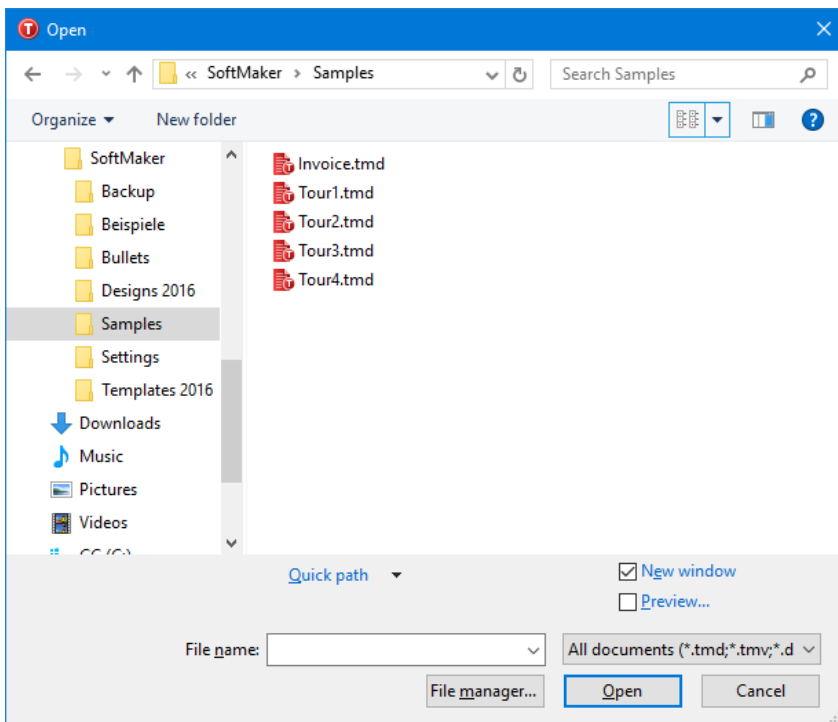 Open
« SoftMaker > Samples
Search Samples
Organize
New folder
SoftMaker
Backup
Beispiele
Bullets
Designs 2016
Samples
Settings
Templates 2016
Downloads
Music
Pictures
Videos
Invoice.tmd
Tour1.tmd
Tour2.tmd
Tour3.tmd
Tour4.tmd
Quick path
New window
Preview...
File name:
All documents (*.tmd;*.tmv;*.d
File manager...
Open
Cancel